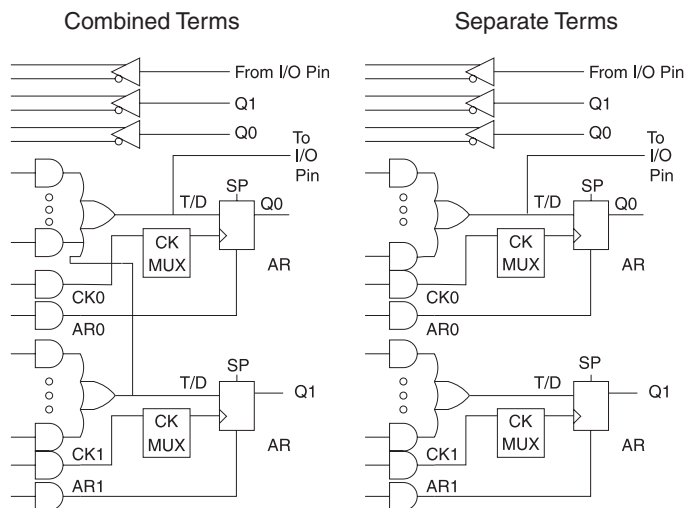 Combined Terms
From I/O Pin
Q1
Q0
To
I/O
Pin
SP
T/D
Q0
CK
MUX
AR
CK0
AR0
SP
T/D
Q1
CK
MUX
AR
CK1
AR1
Separate Terms
From I/O Pin
Q1
Q0
To
I/O
Pin
SP
T/D
Q0
CK
MUX
AR
CK0
AR0
SP
T/D
Q1
CK
MUX
AR
CK1
AR1